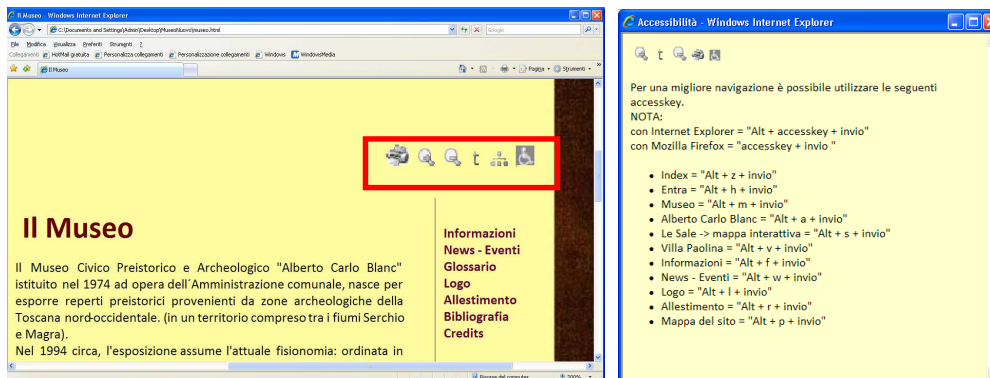 Il Museo - Windows Internet Explorer
C:\Documents and Settings\Admin\Desktop\MuseoNuovo\museo.html
Google
File Modifica Visualizza Preferiti Strumenti ?
Collegamenti HotMail gratuita Personalizza collegamenti Personalizzazione collegamenti Windows WindowsMedia
Il Museo
Pagina Strumenti
t
Il Museo
Il Museo Civico Preistorico e Archeologico "Alberto Carlo Blanc"
istituito nel 1974 ad opera dell´Amministrazione comunale, nasce per
esporre reperti preistorici provenienti da zone archeologiche della
Toscana nord-occidentale. (in un territorio compreso tra i fiumi Serchio
e Magra).
Nel 1994 circa, l'esposizione assume l'attuale fisionomia: ordinata in
Informazioni
News - Eventi
Glossario
Logo
Allestimento
Bibliografia
Credits
Risorse del computer
200%
Accessibilità - Windows Internet Explorer
t
Per una migliore navigazione è possibile utilizzare le seguenti
accesskey.
NOTA:
con Internet Explorer = "Alt + accesskey + invio"
con Mozilla Firefox = "accesskey + invio "
• Index = "Alt + z + invio"
• Entra = "Alt + h + invio"
• Museo = "Alt + m + invio"
• Alberto Carlo Blanc = "Alt + a + invio"
• Le Sale -> mappa interattiva = "Alt + s + invio"
• Villa Paolina = "Alt + v + invio"
• Informazioni = "Alt + f + invio"
• News - Eventi = "Alt + w + invio"
• Logo = "Alt + l + invio"
• Allestimento = "Alt + r + invio"
• Mappa del sito = "Alt + p + invio"